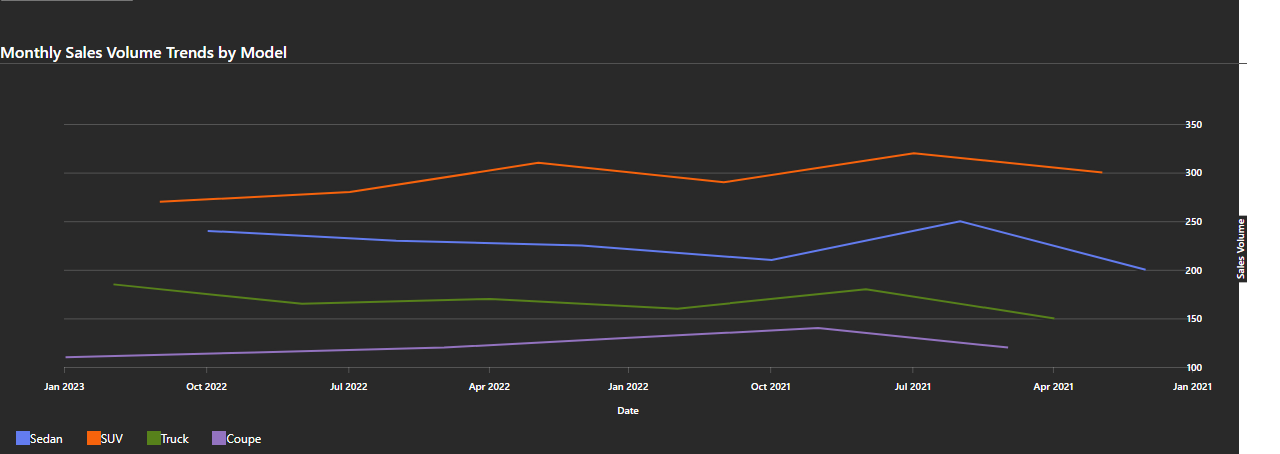 Monthly Sales Volume Trends by Model
350
300
250
200
150
100
Sales Volume
Jan 2023 Oct 2022 Jul 2022 Apr 2022 Jan 2022 Oct 2021 Jul 2021 Apr 2021 Jan 2021
Date
Sedan SUV Truck Coupe